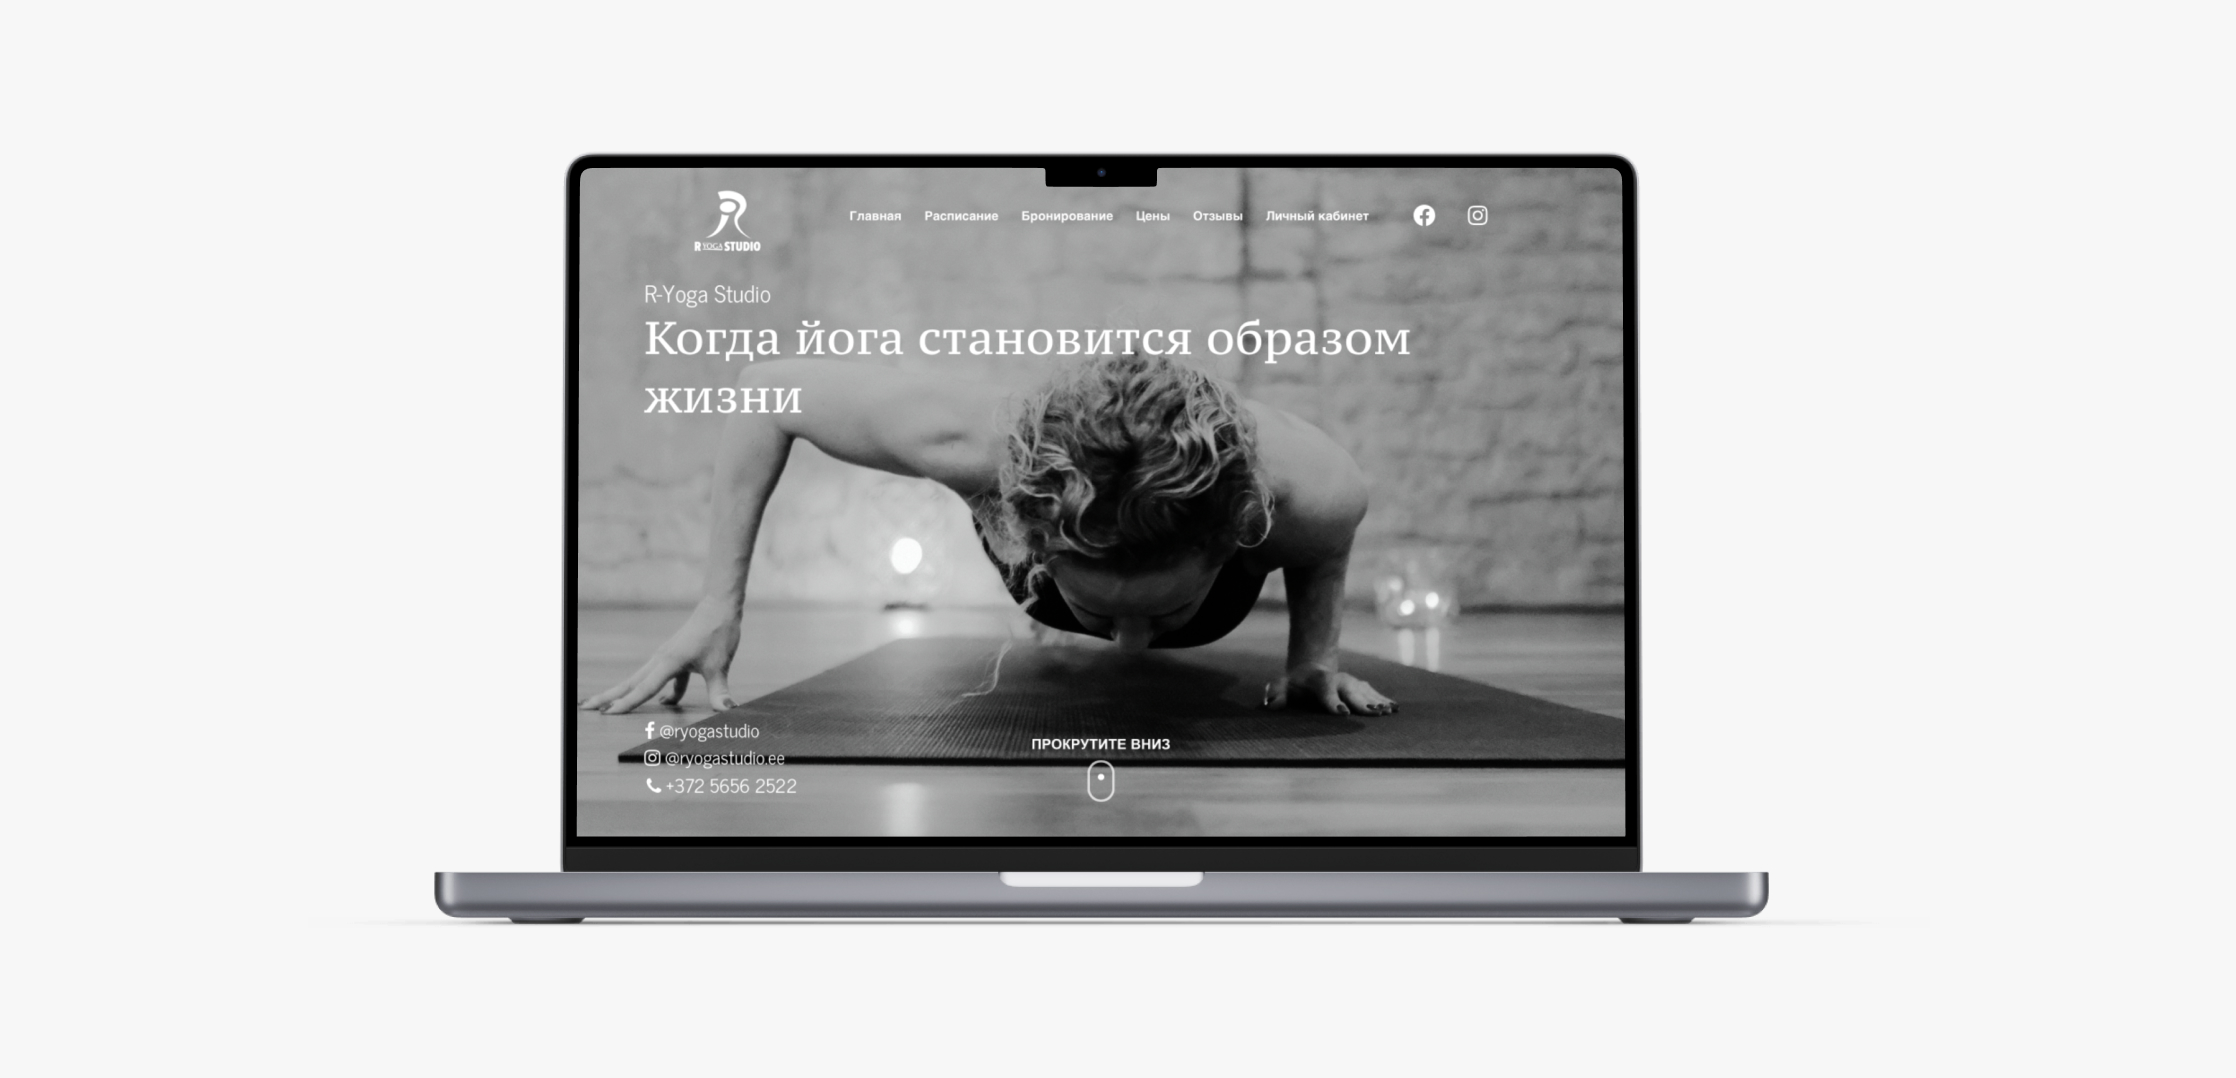 R YOGA STUDIO
Главная Расписание Бронирование Цены Отзывы Личный кабинет
R-Yoga Studio
Когда йога становится образом
жизни
@ryogastudio
@ryogastudio.ee
+372 5656 2522
ПРОКРУТИТЕ ВНИЗ